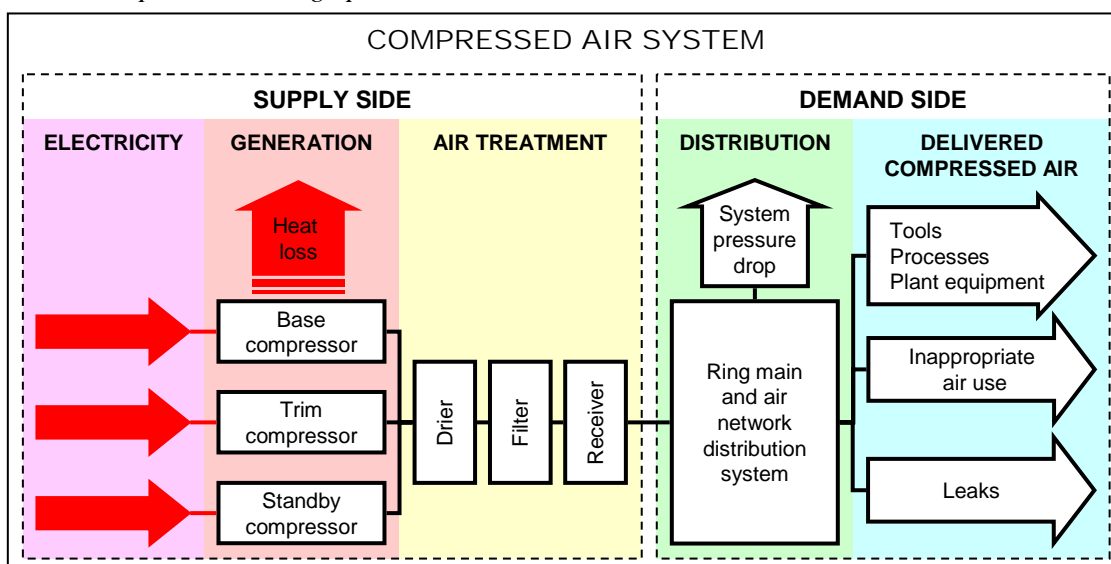 COMPRESSED AIR SYSTEM
SUPPLY SIDE
ELECTRICITY
GENERATION
AIR TREATMENT
Heat
loss
Base
compressor
Trim
compressor
Standby
compressor
Drier
Filter
Receiver
DEMAND SIDE
DISTRIBUTION
DELIVERED
COMPRESSED AIR
System
pressure
drop
Ring main
and air
network
distribution
system
Tools
Processes
Plant equipment
Inappropriate
air use
Leaks